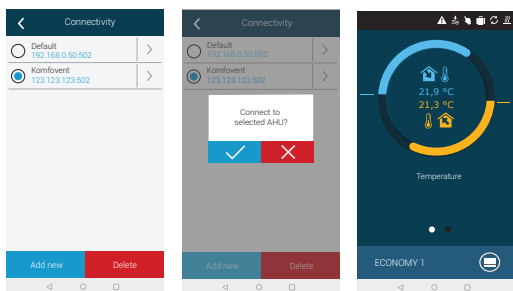 Connectivity
Default
192.168.0.50:502
Komfovent
123.123.123:502
Add new
Delete
Connectivity
Default
192.168.0.50:502
Komfovent
123.123.123:502
Connect to
selected AHU?
Add new
Delete
21,9 °C
21,3 °C
Temperature
ECONOMY 1